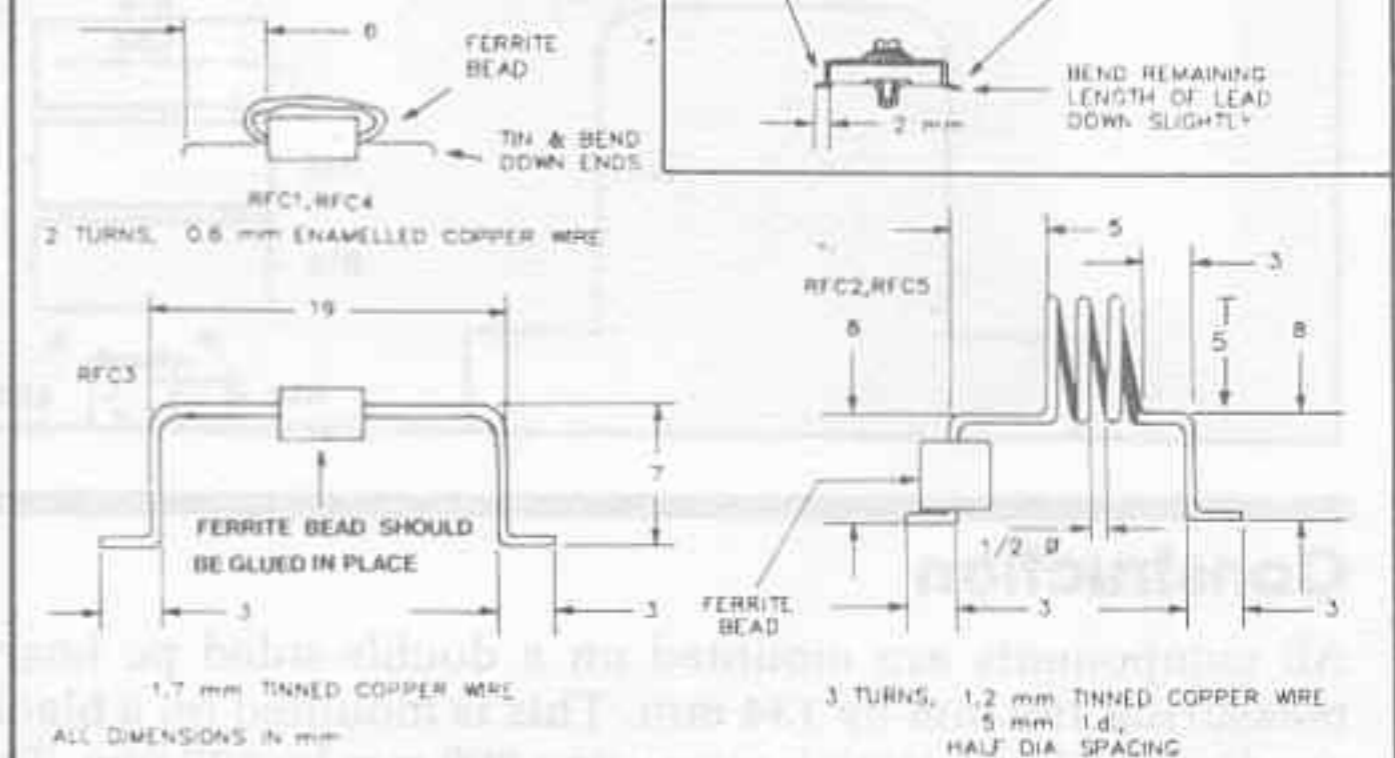 6
FERRITE
BEAD
TIN & BEND
DOWN ENDS
RFC1,RFC4
2 TURNS, 0.6 mm ENAMELLED COPPER WIRE
BEND REMAINING
LENGTH OF LEAD
DOWN SLIGHTLY
2 mm
19
RFC3
7
FERRITE BEAD SHOULD
BE GLUED IN PLACE
3
3
1.7 mm TINNED COPPER WIRE
ALL DIMENSIONS IN mm
5
3
RFC2,RFC5
8
5
8
1/2 Ø
FERRITE
BEAD
3
3
3 TURNS, 1.2 mm TINNED COPPER WIRE
5 mm i.d.,
HALF DIA. SPACING